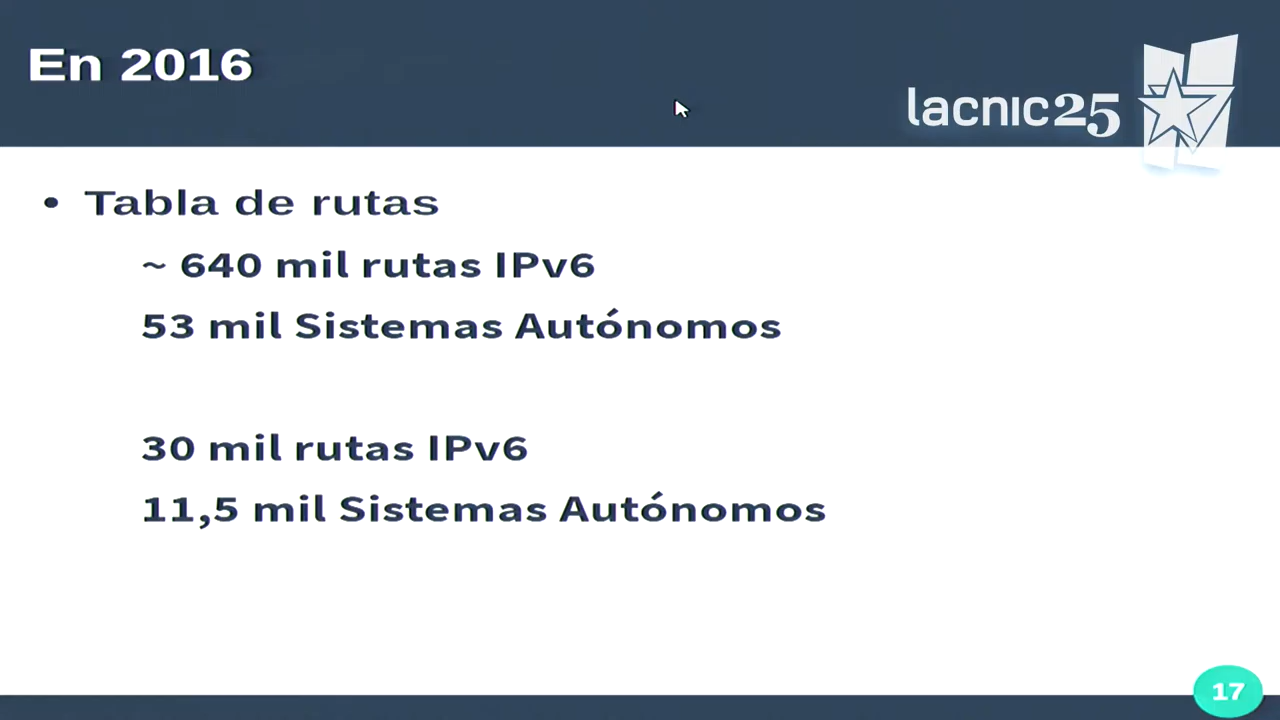 En 2016
lacnic25
• Tabla de rutas
~ 640 mil rutas IPv6
53 mil Sistemas Autónomos
30 mil rutas IPv6
11,5 mil Sistemas Autónomos
17